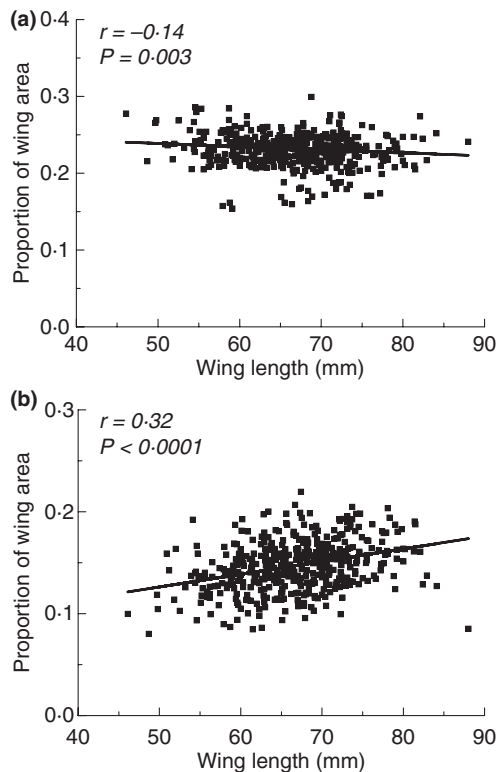 (a)
0·4
r = –0·14
P = 0·003
0·3
0·2
0·1
0·0
Proportion of wing area
40 50 60 70 80 90
Wing length (mm)
(b)
0·3
r = 0·32
P < 0·0001
0·2
0·1
0·0
Proportion of wing area
40 50 60 70 80 90
Wing length (mm)